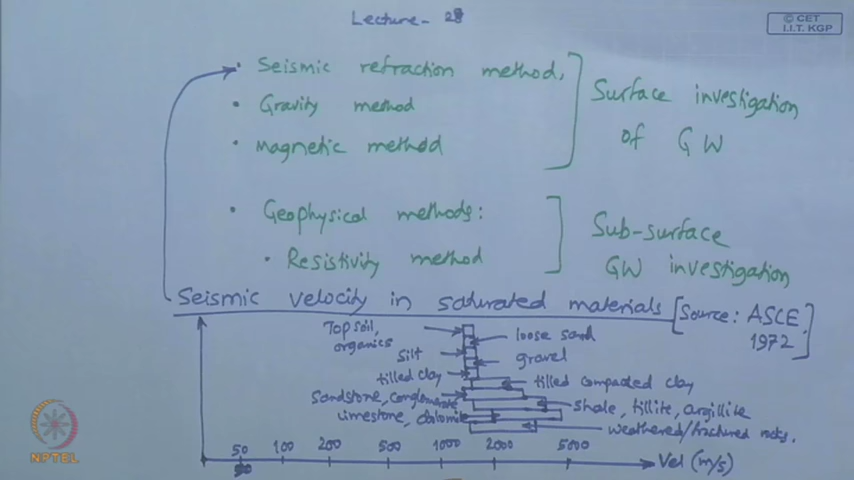 Lecture- 28
© CET
I.I.T. KGP
• Seismic refraction method,
• Gravity method
• Magnetic method
Surface investigation
of GW
• Geophysical methods:
• Resistivity method
Sub-surface
GW investigation
Seismic velocity in saturated materials [Source: ASCE 1972]
Top soil, organics
loose sand
silt
gravel
tilled clay
tilled compacted clay
Sandstone, conglomerate
shale, tillite, argillite
limestone, dolomi
weathered/fractured rocks.
50 100 200 500 1000 2000 5000
Vel (m/s)
NPTEL